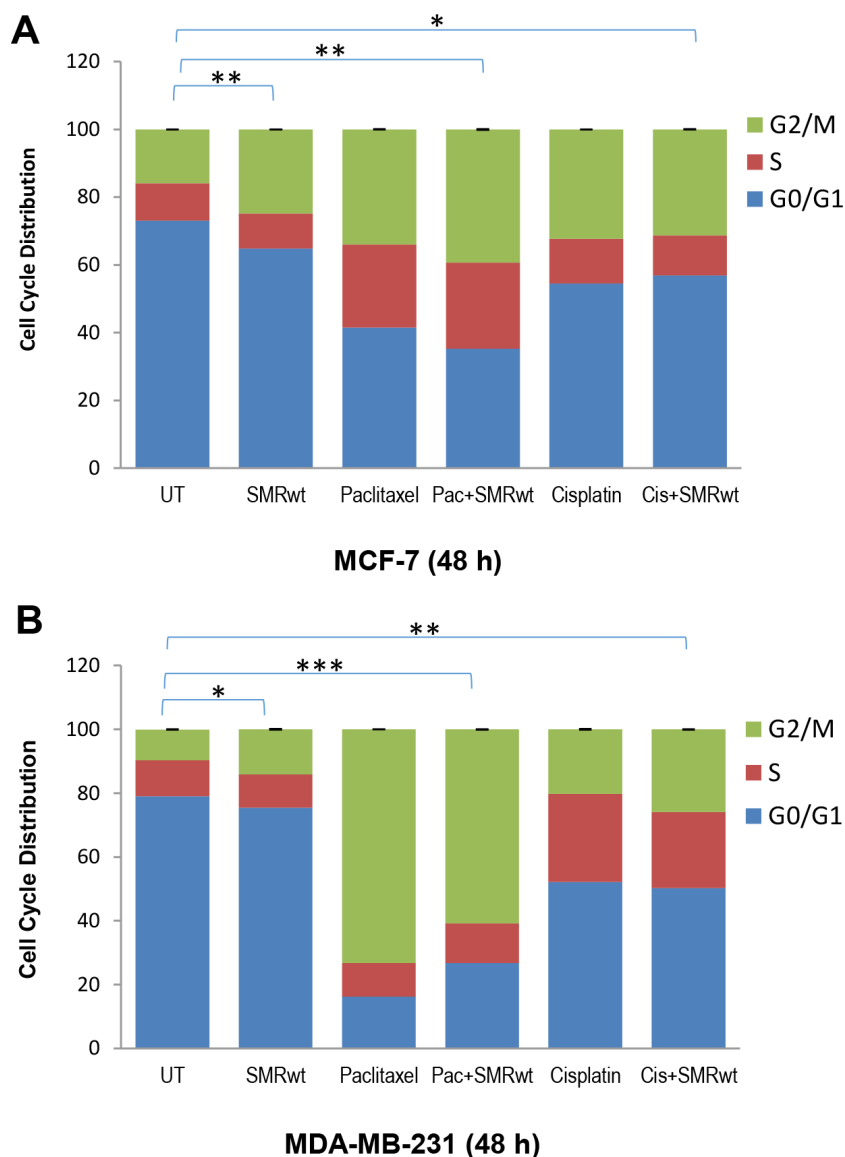 A
*
**
**
120
100
80
60
40
20
0
Cell Cycle Distribution
G2/M
S
G0/G1
UT SMRwt Paclitaxel Pac+SMRwt Cisplatin Cis+SMRwt
MCF-7 (48 h)
B
**
***
*
120
100
80
60
40
20
0
Cell Cycle Distribution
G2/M
S
G0/G1
UT SMRwt Paclitaxel Pac+SMRwt Cisplatin Cis+SMRwt
MDA-MB-231 (48 h)